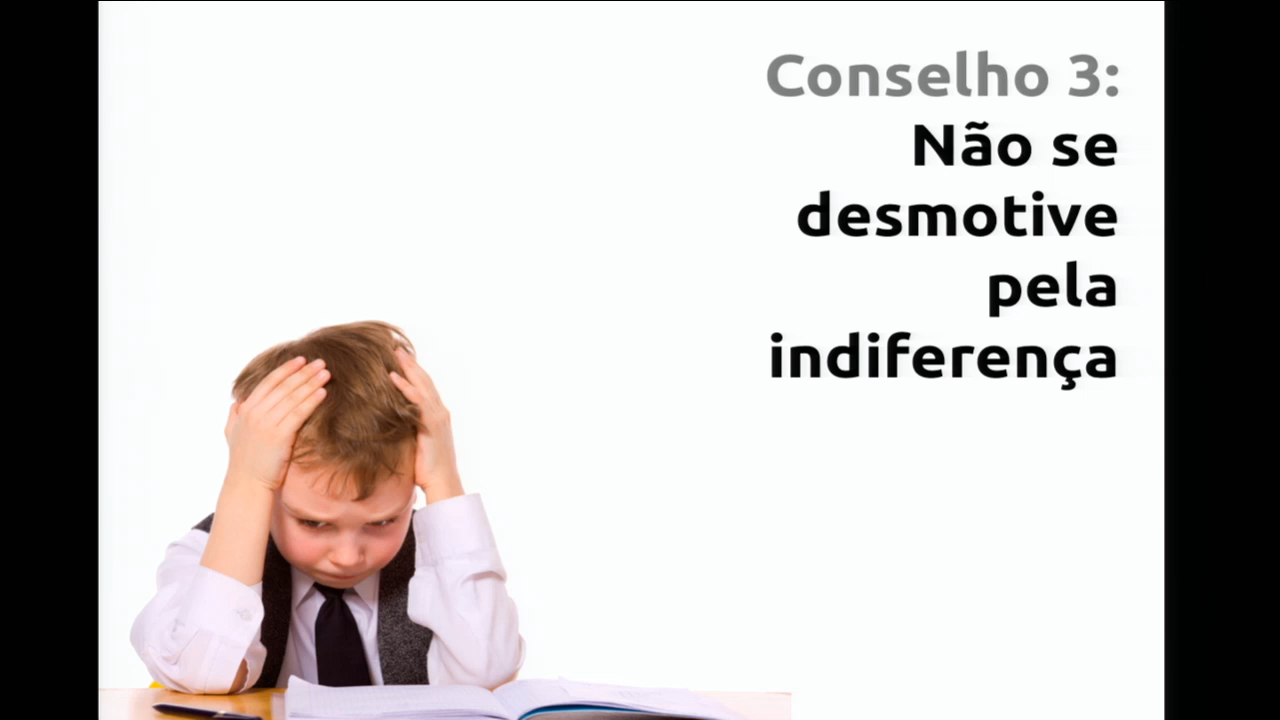 Conselho 3:
Não se
desmotive
pela
indiferença